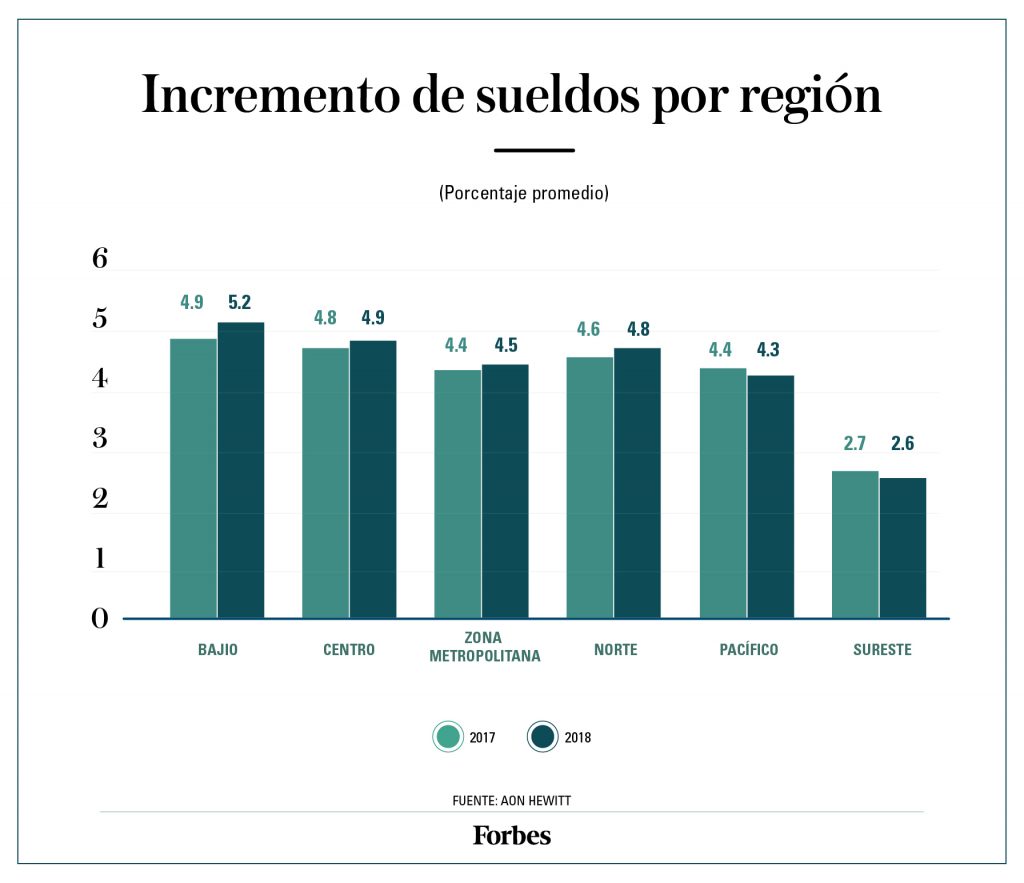 Incremento de sueldos por región
(Porcentaje promedio)
6
5
4
3
2
1
0
4.9 5.2
4.8 4.9
4.4 4.5
4.6 4.8
4.4 4.3
2.7 2.6
BAJIO
CENTRO
ZONA
METROPOLITANA
NORTE
PACÍFICO
SURESTE
2017
2018
FUENTE: AON HEWITT
Forbes